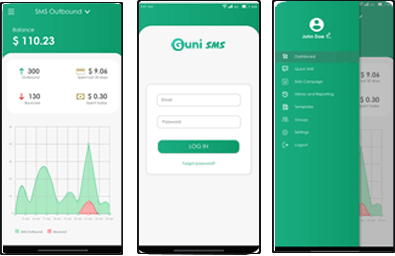 SMS Outbound
Balance
$ 110.23
300
Outbound
$ 9.06
Spent last 30 days
130
Bounced
$ 0.30
Spent today
SMS Outbound
Bounced
Guni SMS
Email
Password
LOG IN
Forgot password?
John Doe
Dashboard
Quick SMS
SMS Campaign
History and Reporting
Templates
Groups
Settings
Logout
$ 9.06
$ 0.30